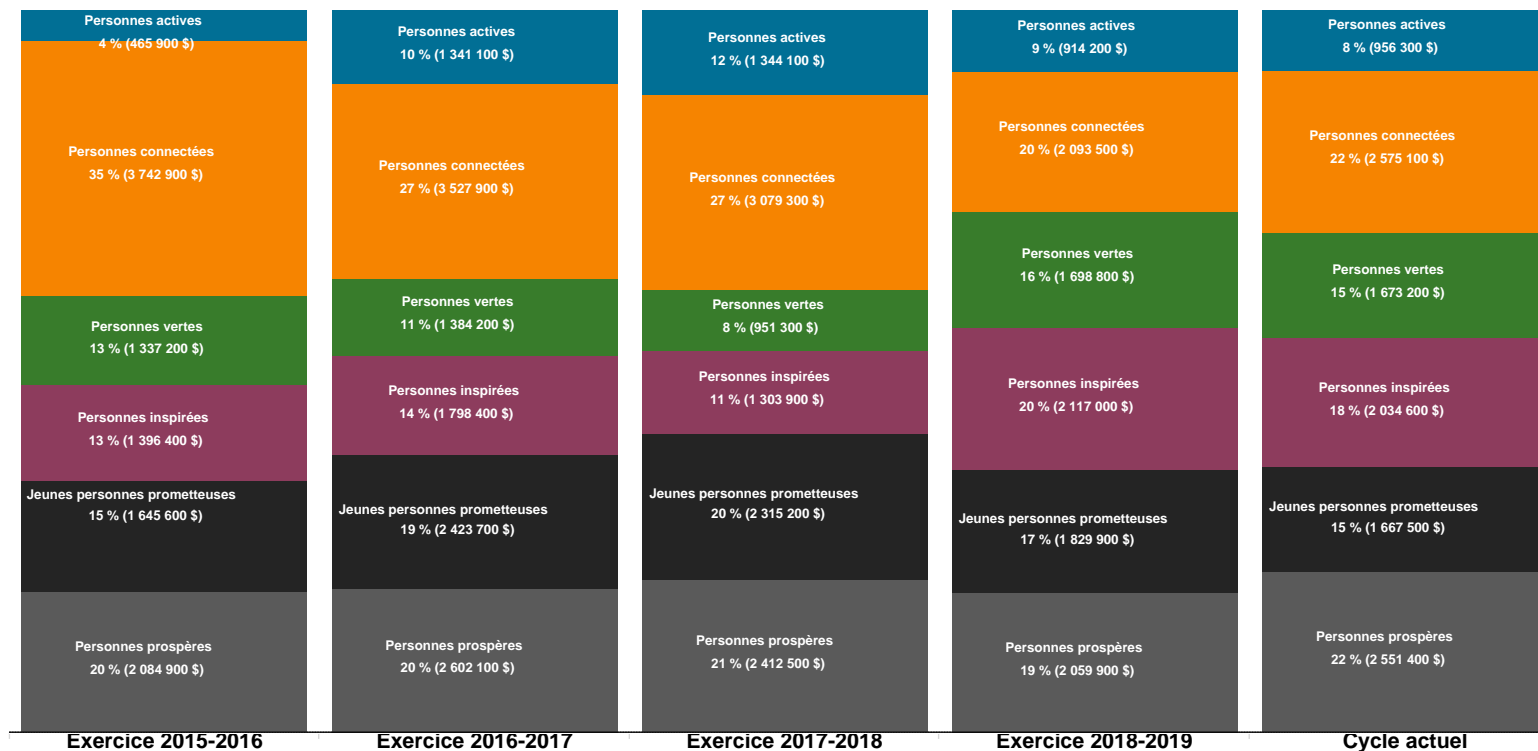 Personnes actives
4 % (465 900 $)
Personnes connectées
35 % (3 742 900 $)
Personnes vertes
13 % (1 337 200 $)
Personnes inspirées
13 % (1 396 400 $)
Jeunes personnes prometteuses
15 % (1 645 600 $)
Personnes prospères
20 % (2 084 900 $)
Exercice 2015-2016
Personnes actives
10 % (1 341 100 $)
Personnes connectées
27 % (3 527 900 $)
Personnes vertes
11 % (1 384 200 $)
Personnes inspirées
14 % (1 798 400 $)
Jeunes personnes prometteuses
19 % (2 423 700 $)
Personnes prospères
20 % (2 602 100 $)
Exercice 2016-2017
Personnes actives
12 % (1 344 100 $)
Personnes connectées
27 % (3 079 300 $)
Personnes vertes
8 % (951 300 $)
Personnes inspirées
11 % (1 303 900 $)
Jeunes personnes prometteuses
20 % (2 315 200 $)
Personnes prospères
21 % (2 412 500 $)
Exercice 2017-2018
Personnes actives
9 % (914 200 $)
Personnes connectées
20 % (2 093 500 $)
Personnes vertes
16 % (1 698 800 $)
Personnes inspirées
20 % (2 117 000 $)
Jeunes personnes prometteuses
17 % (1 829 900 $)
Personnes prospères
19 % (2 059 900 $)
Exercice 2018-2019
Personnes actives
8 % (956 300 $)
Personnes connectées
22 % (2 575 100 $)
Personnes vertes
15 % (1 673 200 $)
Personnes inspirées
18 % (2 034 600 $)
Jeunes personnes prometteuses
15 % (1 667 500 $)
Personnes prospères
22 % (2 551 400 $)
Cycle actuel